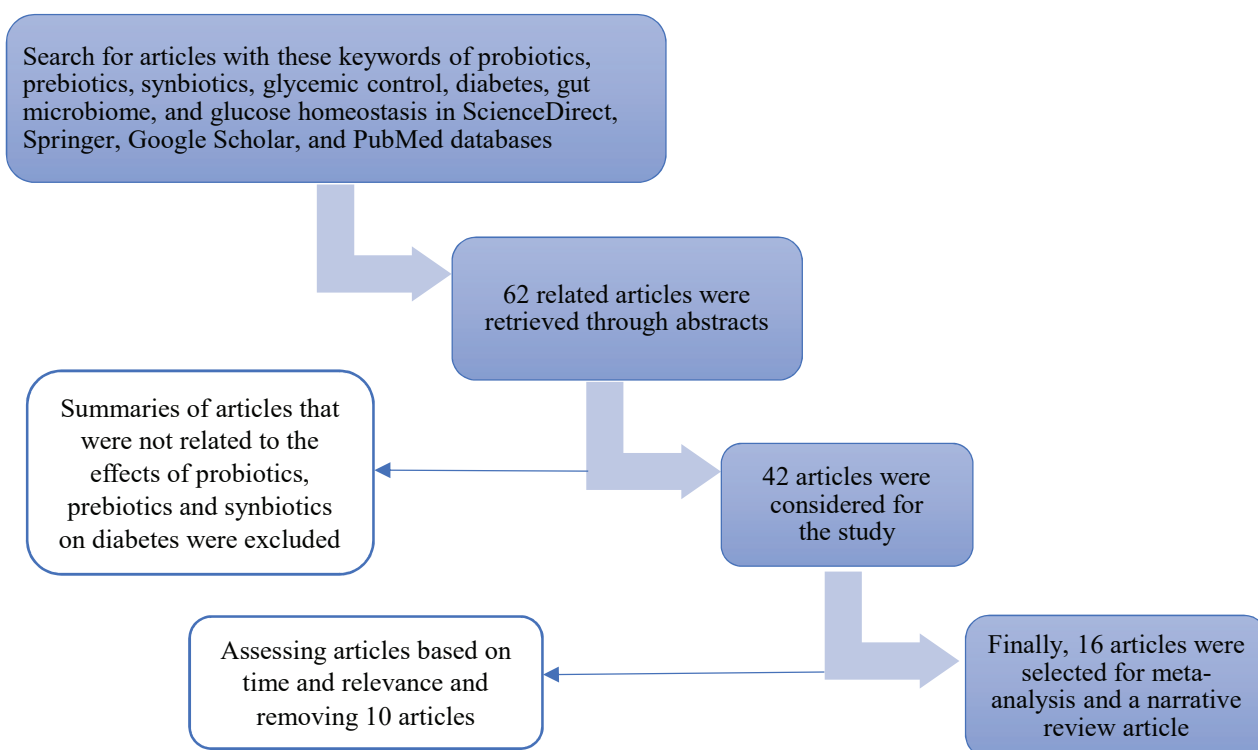 Search for articles with these keywords of probiotics,
prebiotics, synbiotics, glycemic control, diabetes, gut
microbiome, and glucose homeostasis in ScienceDirect,
Springer, Google Scholar, and PubMed databases
62 related articles were
retrieved through abstracts
Summaries of articles that
were not related to the
effects of probiotics,
prebiotics and synbiotics
on diabetes were excluded
42 articles were
considered for
the study
Assessing articles based on
time and relevance and
removing 10 articles
Finally, 16 articles were
selected for meta-
analysis and a narrative
review article